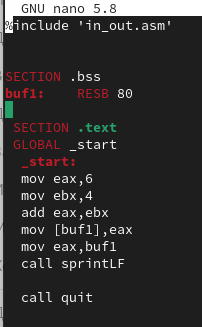 GNU nano 5.8
%include 'in_out.asm'
SECTION .bss
buf1: RESB 80
SECTION .text
GLOBAL _start
_start:
mov eax,6
mov ebx,4
add eax,ebx
mov [buf1],eax
mov eax,buf1
call sprintLF
call quit